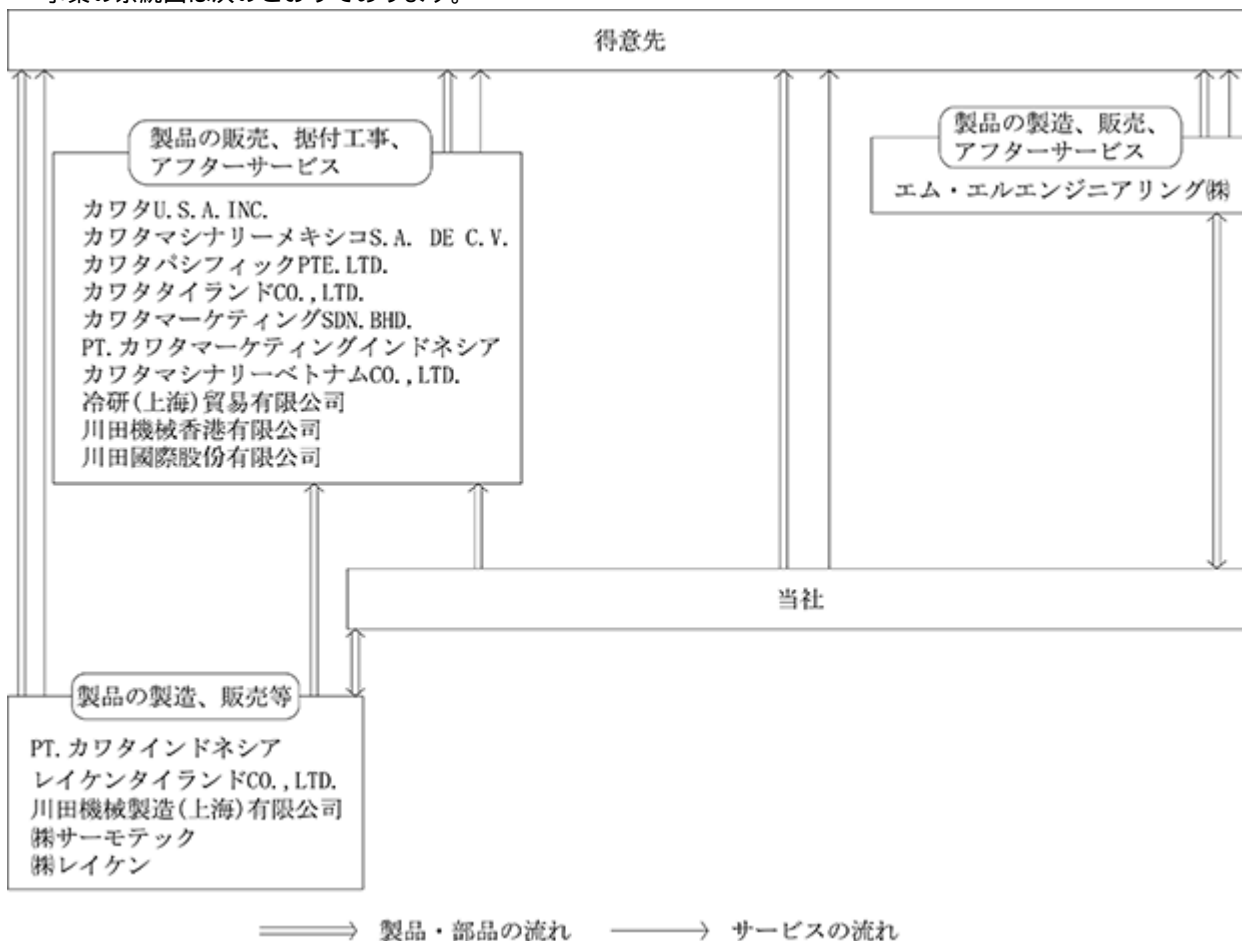 得意先
製品の販売、据付工事、
アフターサービス
カワタU.S.A.INC.
カワタマシナリーメキシコS.A. DE C.V.
カワタパシフィックPTE.LTD.
カワタタイランドCO.,LTD.
カワタマーケティングSDN.BHD.
PT.カワタマーケティングインドネシア
カワタマシナリーベトナムCO.,LTD.
冷研(上海)貿易有限公司
川田機械香港有限公司
川田國際股份有限公司
製品の製造、販売、
アフターサービス
エム・エルエンジニアリング㈱
当社
製品の製造、販売等
PT.カワタインドネシア
レイケンタイランドCO.,LTD.
川田機械製造(上海)有限公司
㈱サーモテック
㈱レイケン
製品・部品の流れ
サービスの流れ